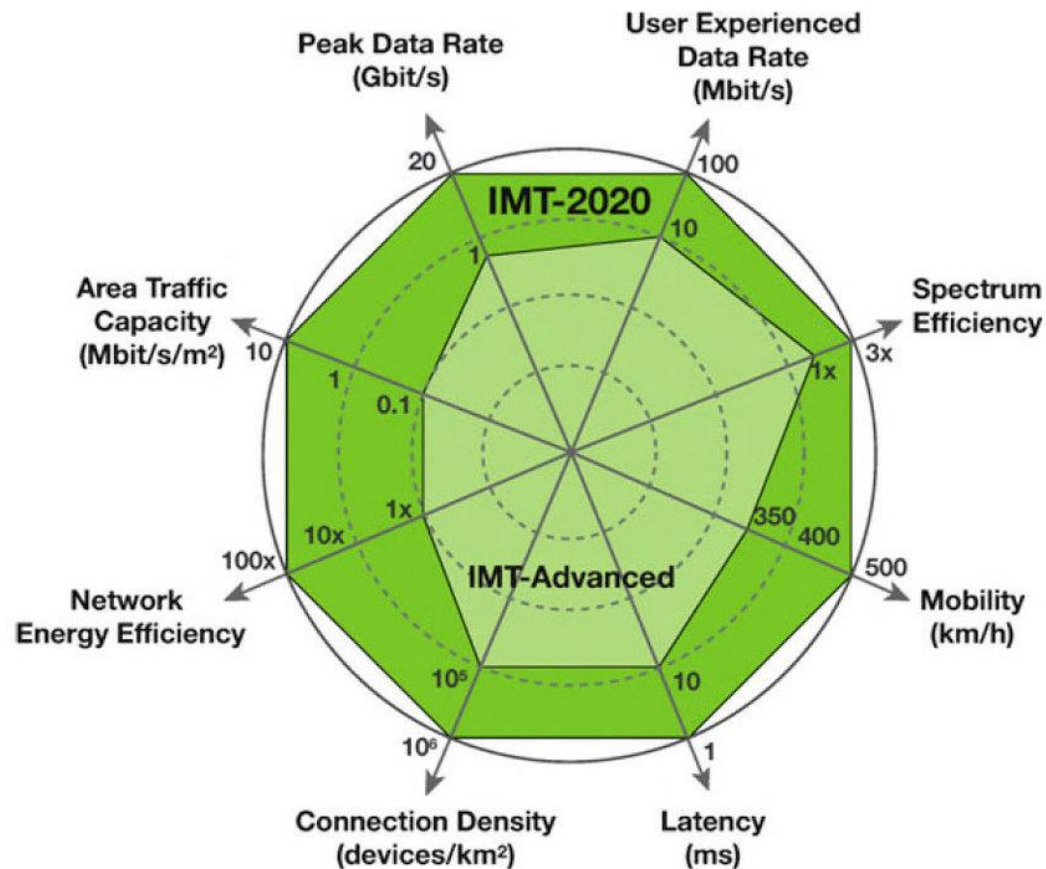 Peak Data Rate
(Gbit/s)
User Experienced
Data Rate
(Mbit/s)
20
100
IMT-2020
10
1
Area Traffic
Capacity
(Mbit/s/m²)
Spectrum
Efficiency
10
1
0.1
1x
3x
1x
10x
100x
350
400
500
Network
Energy Efficiency
IMT-Advanced
Mobility
(km/h)
10⁵
10
10⁶
1
Connection Density
(devices/km²)
Latency
(ms)